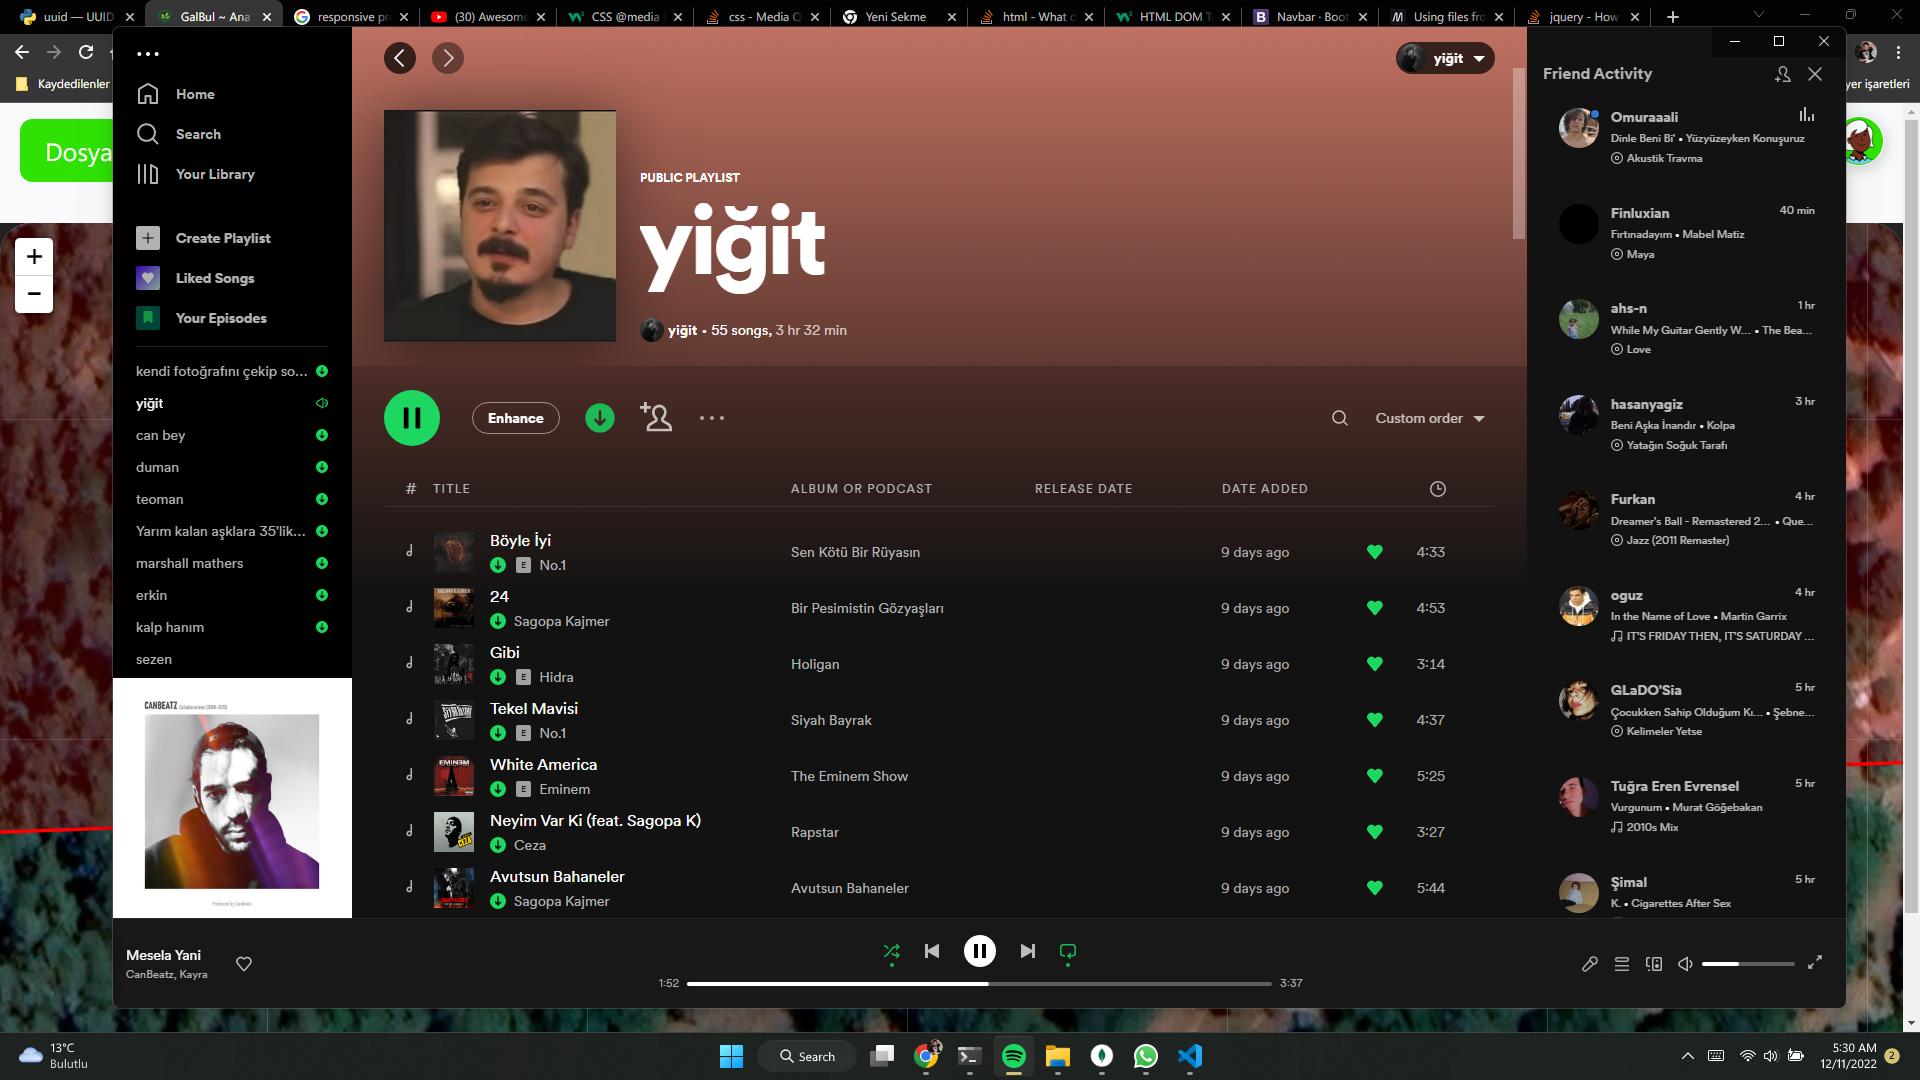 uuid — UUID
GalBul ~ Ana
responsive pr
(30) Awesome
CSS @media
css - Media Q
Yeni Sekme
html - What d
HTML DOM T
Navbar · Boot
Using files fro
jquery - How
Kaydedilenler
yer işaretleri
Dosya
+
−
Home
Search
Your Library
Create Playlist
Liked Songs
Your Episodes
kendi fotoğrafını çekip so...
yiğit
can bey
duman
teoman
Yarım kalan aşklara 35'lik...
marshall mathers
erkin
kalp hanım
sezen
CANBEATZ
Produced by CanBeatz
yiğit
PUBLIC PLAYLIST
yiğit
yiğit • 55 songs, 3 hr 32 min
Enhance
Custom order
# TITLE ALBUM OR PODCAST RELEASE DATE DATE ADDED
Böyle İyi
E No.1
Sen Kötü Bir Rüyasın 9 days ago 4:33
24
Sagopa Kajmer
Bir Pesimistin Gözyaşları 9 days ago 4:53
Gibi
E Hidra
Holigan 9 days ago 3:14
Tekel Mavisi
E No.1
Siyah Bayrak 9 days ago 4:37
EMINEM
White America
E Eminem
The Eminem Show 9 days ago 5:25
CEZA
Neyim Var Ki (feat. Sagopa K)
Ceza
Rapstar 9 days ago 3:27
Avutsun Bahaneler
Sagopa Kajmer
Avutsun Bahaneler 9 days ago 5:44
Friend Activity
Omuraaali
Dinle Beni Bi' • Yüzyüzeyken Konuşuruz
Akustik Travma
Finluxian 40 min
Fırtınadayım • Mabel Matiz
Maya
ahs-n 1 hr
While My Guitar Gently W... • The Bea...
Love
hasanyagiz 3 hr
Beni Aşka İnandır • Kolpa
Yatağın Soğuk Tarafı
Furkan 4 hr
Dreamer's Ball - Remastered 2... • Que...
Jazz (2011 Remaster)
oguz 4 hr
In the Name of Love • Martin Garrix
IT'S FRIDAY THEN, IT'S SATURDAY ...
GLaDO'Sia 5 hr
Çocukken Sahip Olduğum Kı... • Şebne...
Kelimeler Yetse
Tuğra Eren Evrensel 5 hr
Vurgunum • Murat Göğebakan
2010s Mix
Şimal 5 hr
K. • Cigarettes After Sex
Mesela Yani
CanBeatz, Kayra
1:52
3:37
13°C
Bulutlu
Search
5:30 AM
12/11/2022
2